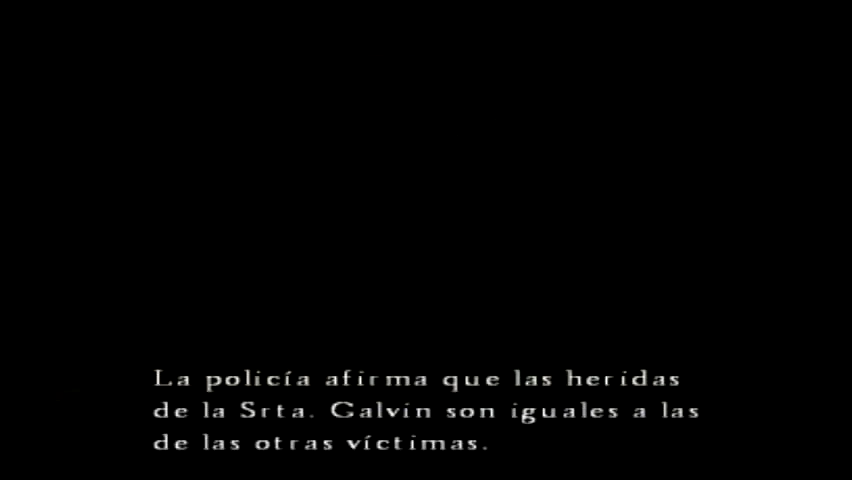 La policía afirma que las heridas
de la Srta. Galvin son iguales a las
de las otras víctimas.